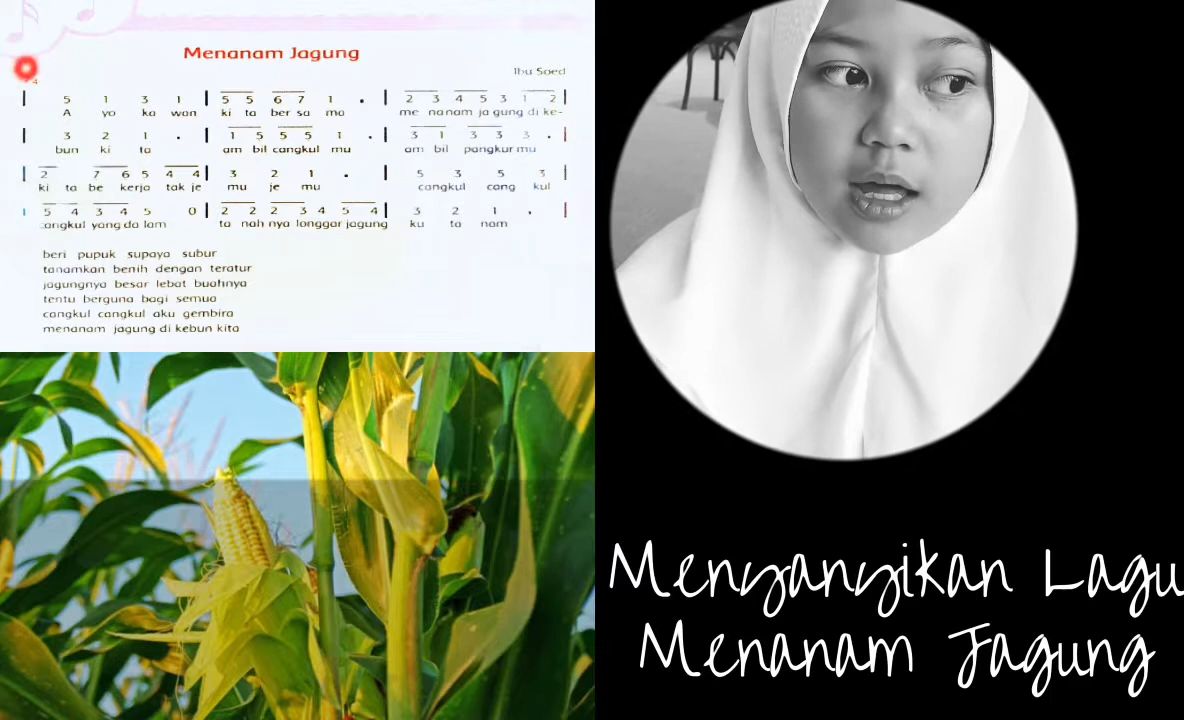 Menanam Jagung
Ibu Soed
4
| 5 1 3 1 | 5 5 6 7 1 . | 2 3 4 5 3 1 2 |
A yo ka wan ki ta ber sa ma me nanam ja gung di ke-
| 3 2 1 . | 1 5 5 5 1 . | 3 1 3 3 3 . |
bun ki ta am bil cangkul mu am bil pangkur mu
| 2 7 6 5 4 4 | 3 2 1 . | 5 3 5 3 |
ki ta be kerja tak je mu je mu cangkul cang kul
| 5 4 3 4 5 0 | 2 2 2 3 4 5 4 | 3 2 1 . |
cangkul yang da lam ta nah nya longgar jagung ku ta nam
beri pupuk supaya subur
tanamkan benih dengan teratur
jagungnya besar lebat buahnya
tentu berguna bagi semua
cangkul cangkul aku gembira
menanam jagung di kebun kita
Menyanyikan Lagu
Menanam Jagung